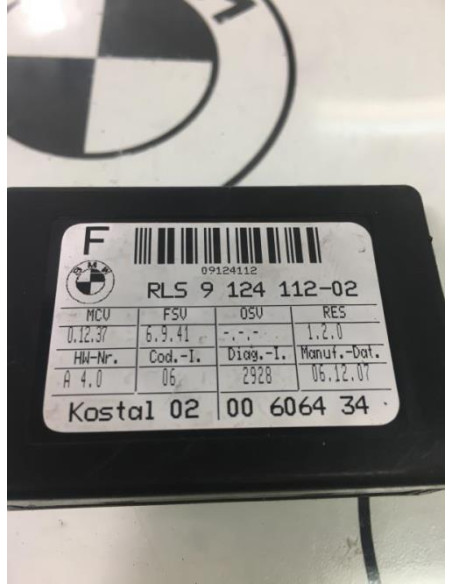 F
09124112
BMW
RLS 9 124 112-02
MCV FSV OSV RES
0.12.37 6.9.41 -.-.- 1.2.0
HW-Nr. Cod.-I. Diag.-I. Manuf.-Dat.
A 4.0 06 2928 06.12.07
Kostal 02 00 6064 34